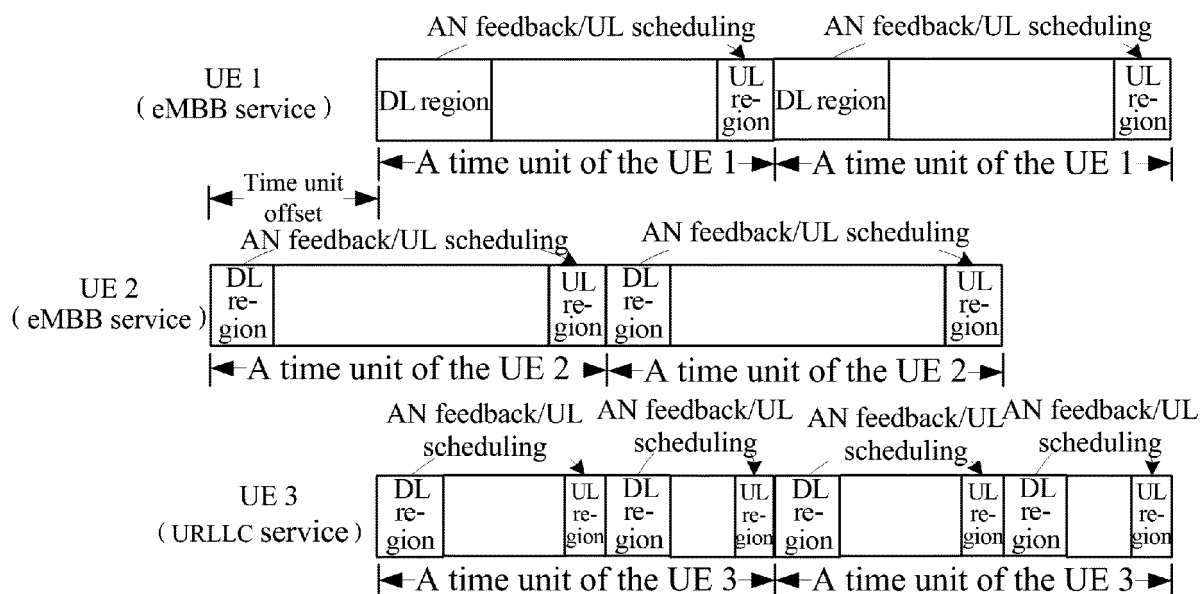 AN feedback/UL scheduling
AN feedback/UL scheduling
UE 1
( eMBB service )
DL region
UL
re-
gion
DL region
UL
re-
gion
A time unit of the UE 1
A time unit of the UE 1
Time unit
offset
AN feedback/UL scheduling
AN feedback/UL scheduling
UE 2
( eMBB service )
DL
re-
gion
UL
re-
gion
DL
re-
gion
UL
re-
gion
A time unit of the UE 2
A time unit of the UE 2
AN feedback/UL
scheduling
AN feedback/UL
scheduling
AN feedback/UL
scheduling
AN feedback/UL
scheduling
UE 3
( URLLC service )
DL
re-
gion
UL
re-
gion
DL
re-
gion
UL
re-
gion
DL
re-
gion
UL
re-
gion
DL
re-
gion
UL
re-
gion
A time unit of the UE 3
A time unit of the UE 3